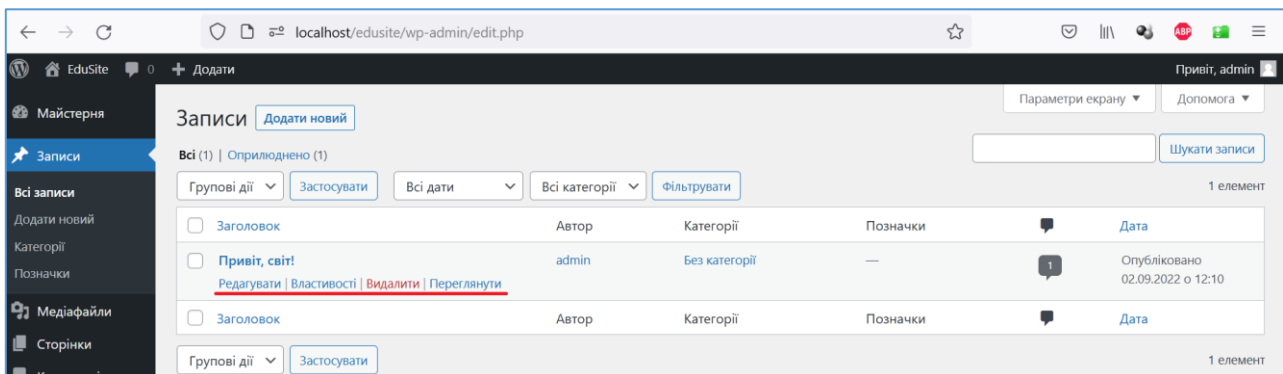 localhost/edusite/wp-admin/edit.php
ABP
EduSite 0 + Додати Привіт, admin
Майстерня
Записи
Всі записи
Додати новий
Категорії
Позначки
Медіафайли
Сторінки
Параметри екрану ▼ Допомога ▼
Записи Додати новий
Шукати записи
Всі (1) | Оприлюднено (1)
Групові дії Застосувати Всі дати Всі категорії Фільтрувати 1 елемент
Заголовок Автор Категорії Позначки Дата
Привіт, світ! admin Без категорії — 1 Опубліковано
Редагувати | Властивості | Видалити | Переглянути 02.09.2022 о 12:10
Заголовок Автор Категорії Позначки Дата
Групові дії Застосувати 1 елемент